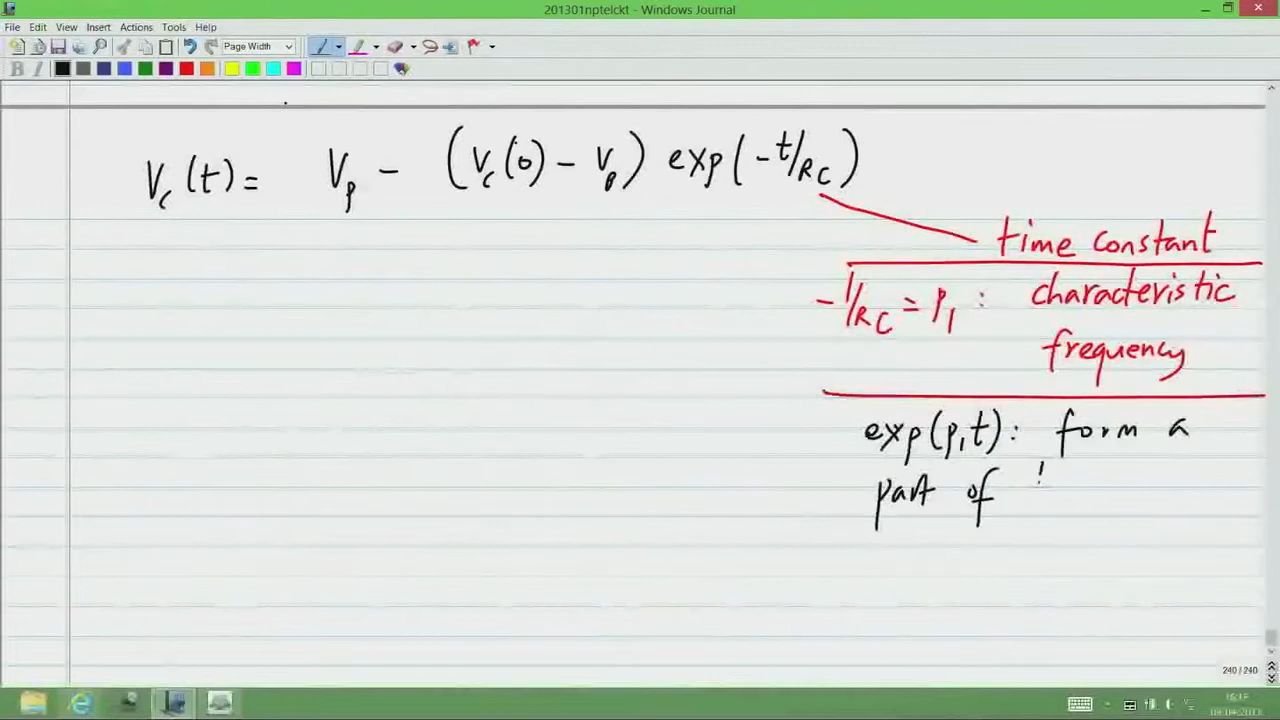 201301nptelckt - Windows Journal
File Edit View Insert Actions Tools Help
Page Width
B I
Vc(t) = Vp - (Vc(0) - Vp) exp(-t/RC)
time constant
-1/RC = p1 : characteristic
frequency
exp(p1t): form a
part of
240 / 240